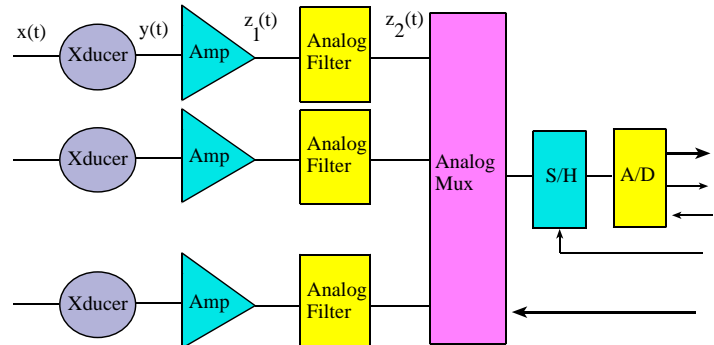 x(t)
y(t)
z1(t)
z2(t)
Xducer
Amp
Analog
Filter
Xducer
Amp
Analog
Filter
Analog
Mux
S/H
A/D
Xducer
Amp
Analog
Filter